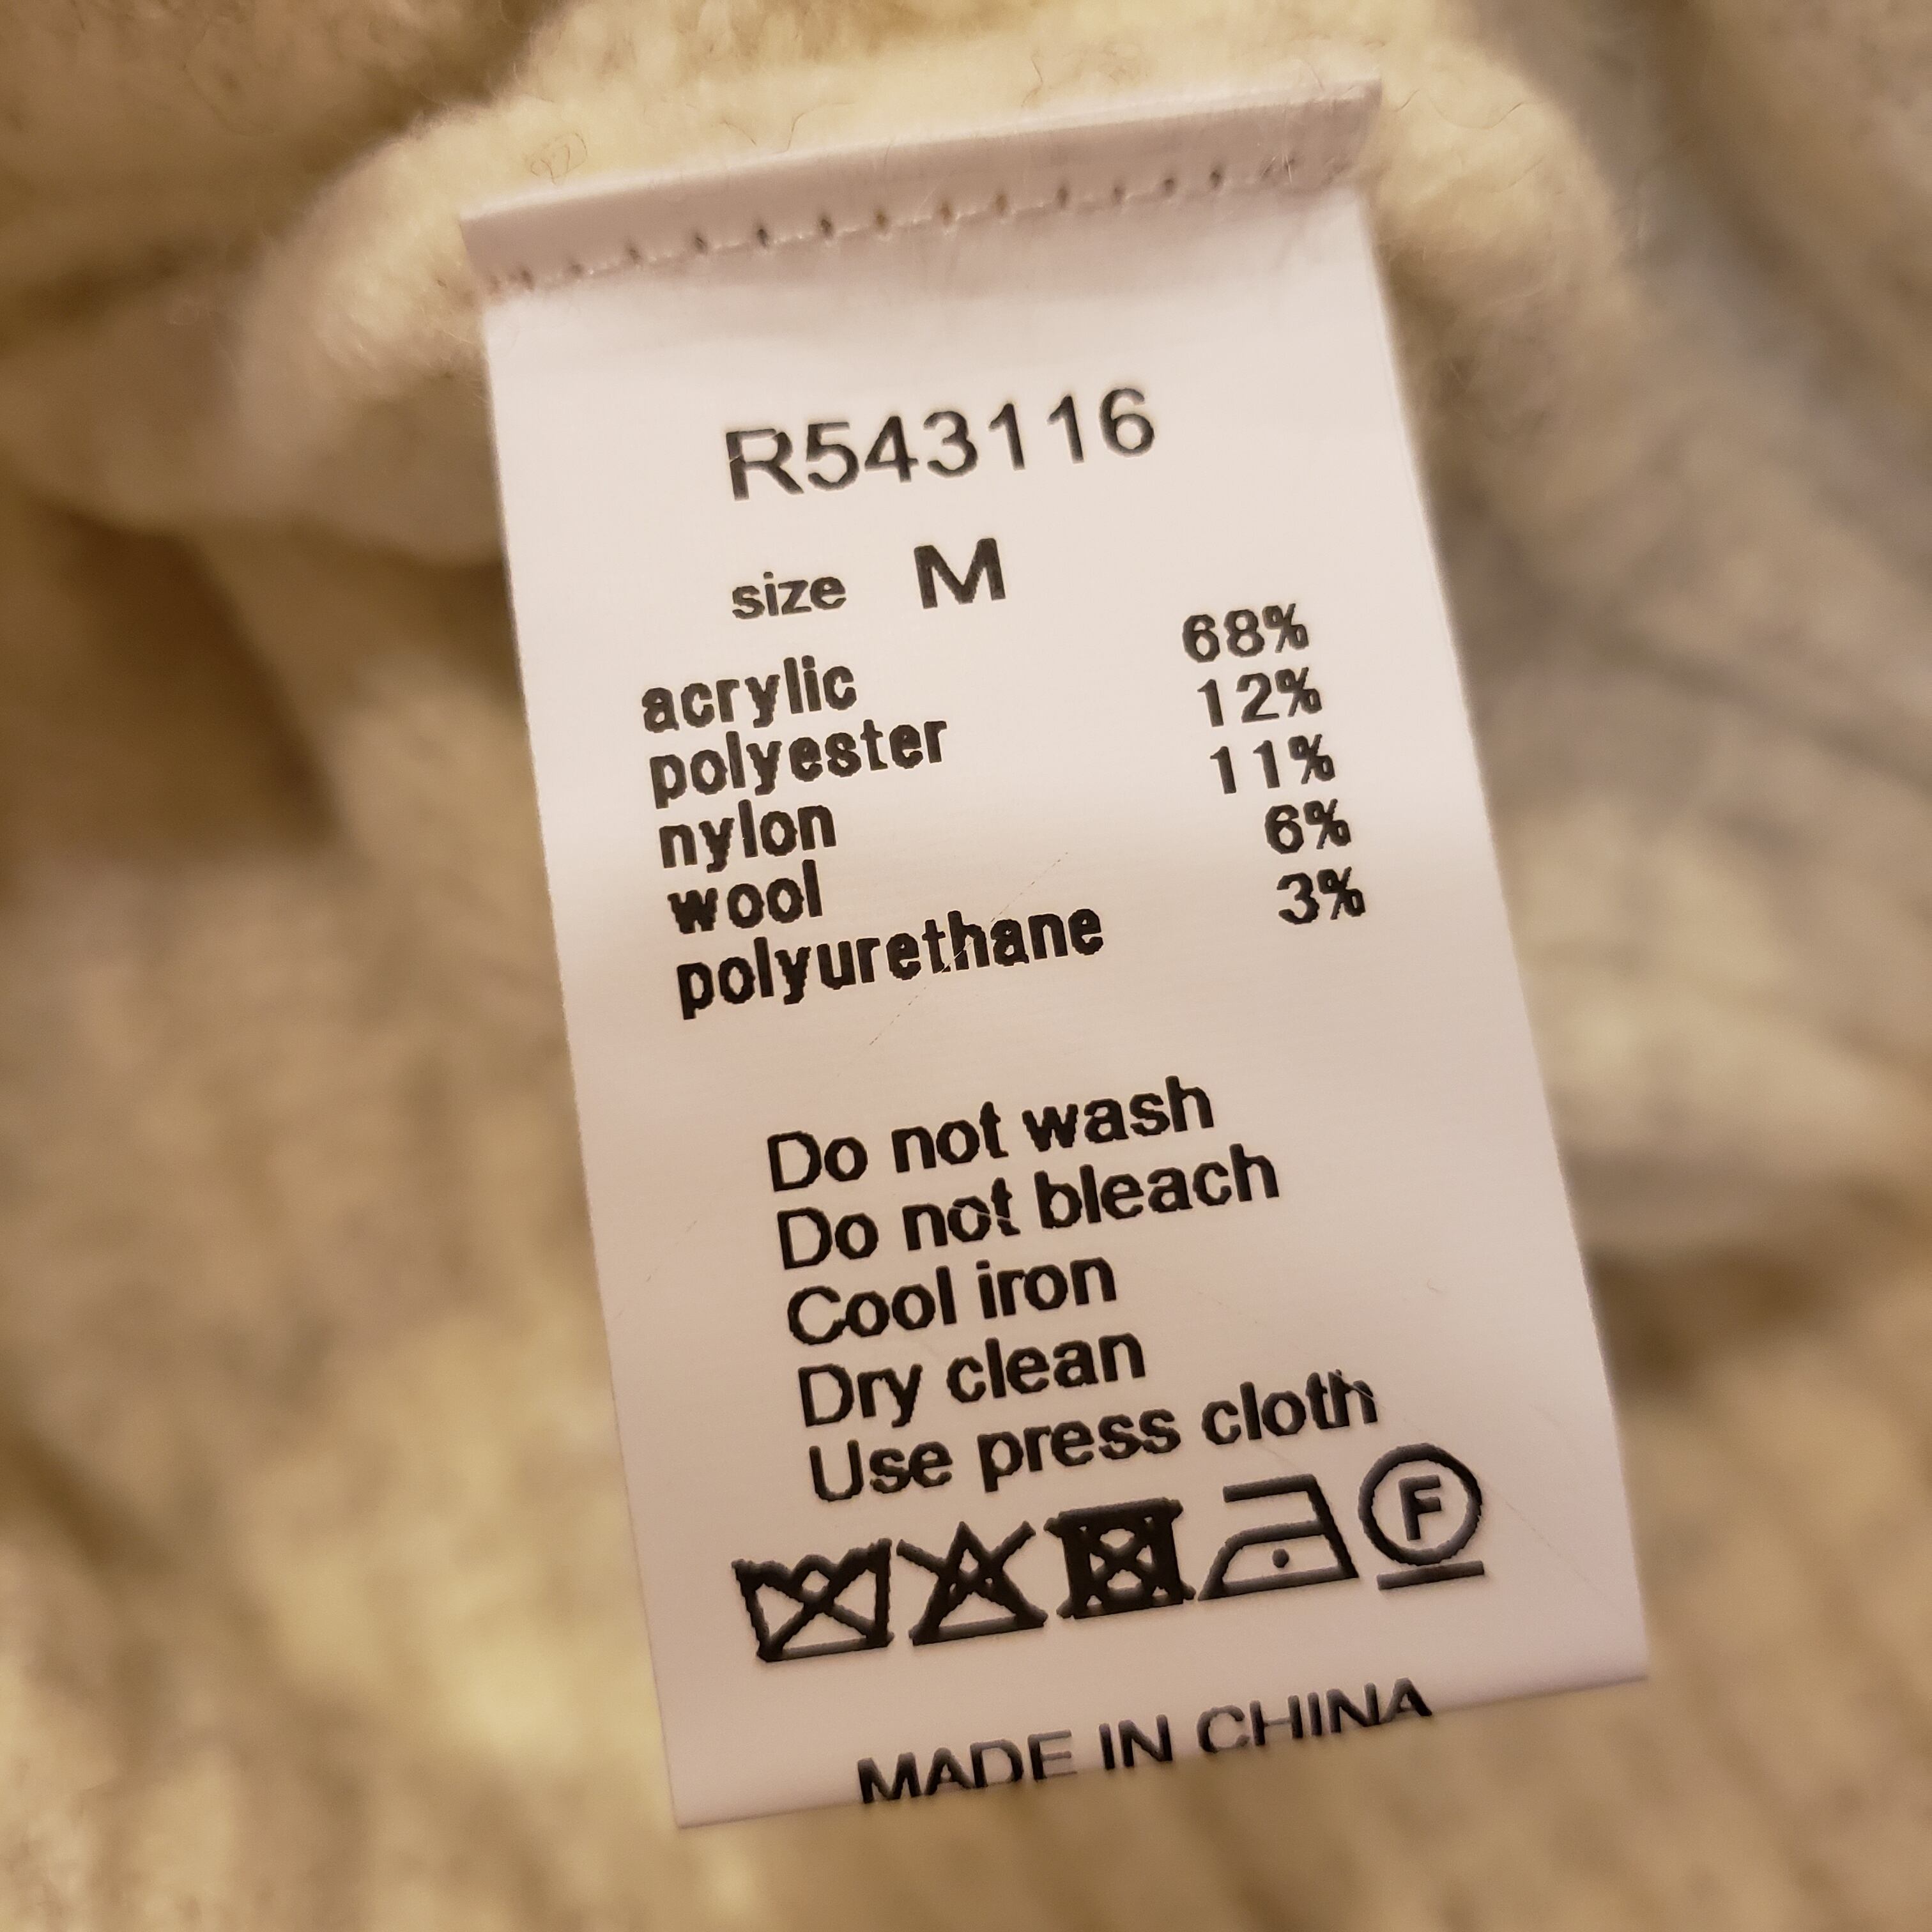 R543116
size M
acrylic 68%
polyester 12%
nylon 11%
wool 6%
polyurethane 3%
Do not wash
Do not bleach
Cool iron
Dry clean
Use press cloth
F
MADE IN CHINA